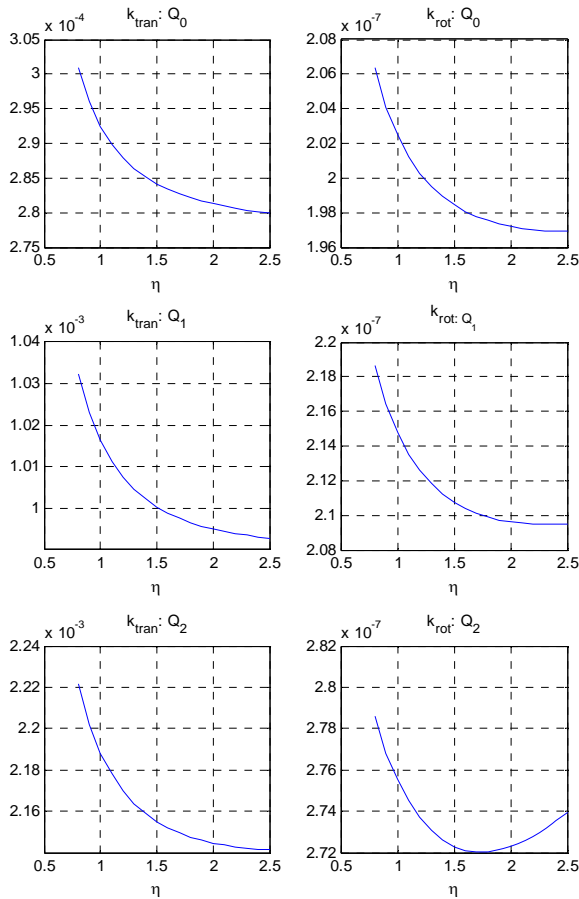 k_tran: Q_0
x 10^-4
3.05
3
2.95
2.9
2.85
2.8
2.75
0.5 1 1.5 2 2.5
η
k_rot: Q_0
x 10^-7
2.08
2.06
2.04
2.02
2
1.98
1.96
0.5 1 1.5 2 2.5
η
k_tran: Q_1
x 10^-3
1.04
1.03
1.02
1.01
1
0.5 1 1.5 2 2.5
η
k_rot: Q_1
x 10^-7
2.2
2.18
2.16
2.14
2.12
2.1
2.08
0.5 1 1.5 2 2.5
η
k_tran: Q_2
x 10^-3
2.24
2.22
2.2
2.18
2.16
0.5 1 1.5 2 2.5
η
k_rot: Q_2
x 10^-7
2.82
2.8
2.78
2.76
2.74
2.72
0.5 1 1.5 2 2.5
η